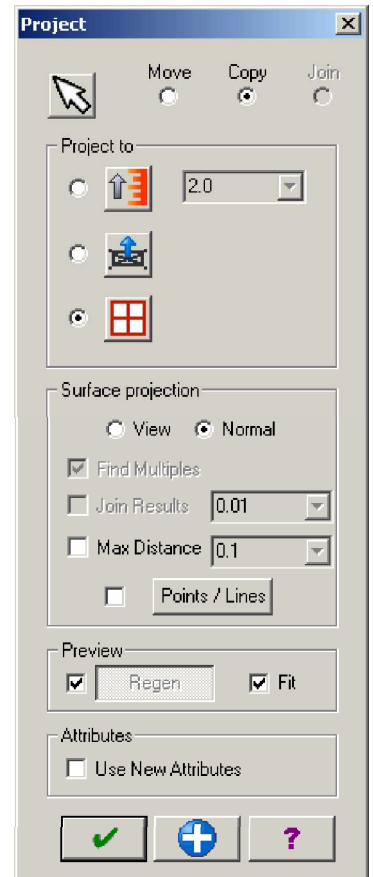 Project
Move Copy Join
Project to
2.0
Surface projection
View Normal
Find Multiples
Join Results 0.01
Max Distance 0.1
Points / Lines
Preview
Regen Fit
Attributes
Use New Attributes
?